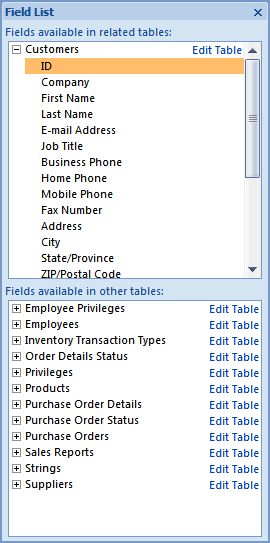 Field List
Fields available in related tables:
Customers Edit Table
ID
Company
First Name
Last Name
E-mail Address
Job Title
Business Phone
Home Phone
Mobile Phone
Fax Number
Address
City
State/Province
ZIP/Postal Code
Fields available in other tables:
Employee Privileges Edit Table
Employees Edit Table
Inventory Transaction Types Edit Table
Order Details Status Edit Table
Privileges Edit Table
Products Edit Table
Purchase Order Details Edit Table
Purchase Order Status Edit Table
Purchase Orders Edit Table
Sales Reports Edit Table
Strings Edit Table
Suppliers Edit Table